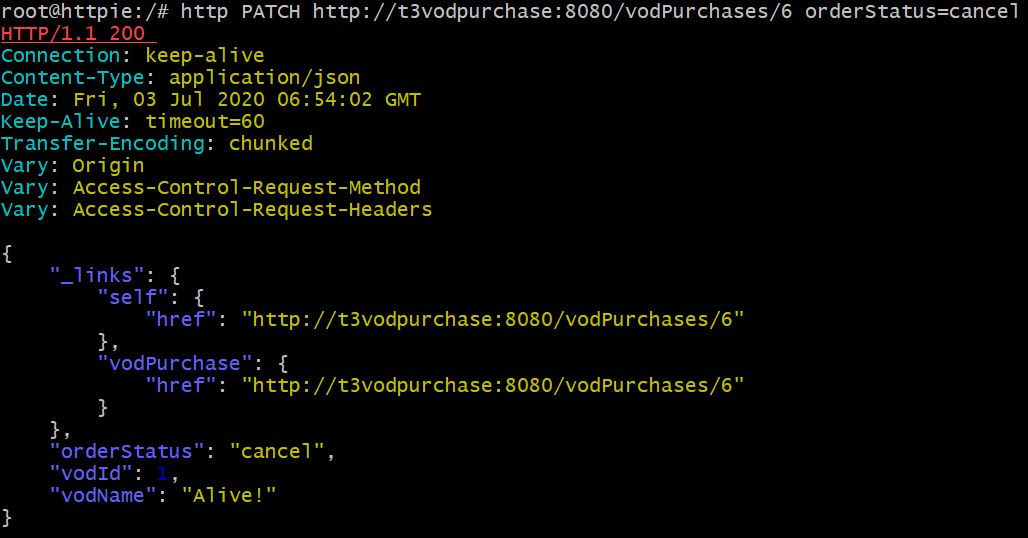 root@httpie:/# http PATCH http://t3vodpurchase:8080/vodPurchases/6 orderStatus=cancel
HTTP/1.1 200
Connection: keep-alive
Content-Type: application/json
Date: Fri, 03 Jul 2020 06:54:02 GMT
Keep-Alive: timeout=60
Transfer-Encoding: chunked
Vary: Origin
Vary: Access-Control-Request-Method
Vary: Access-Control-Request-Headers

{
    "_links": {
        "self": {
            "href": "http://t3vodpurchase:8080/vodPurchases/6"
        },
        "vodPurchase": {
            "href": "http://t3vodpurchase:8080/vodPurchases/6"
        }
    },
    "orderStatus": "cancel",
    "vodId": 1,
    "vodName": "Alive!"
}